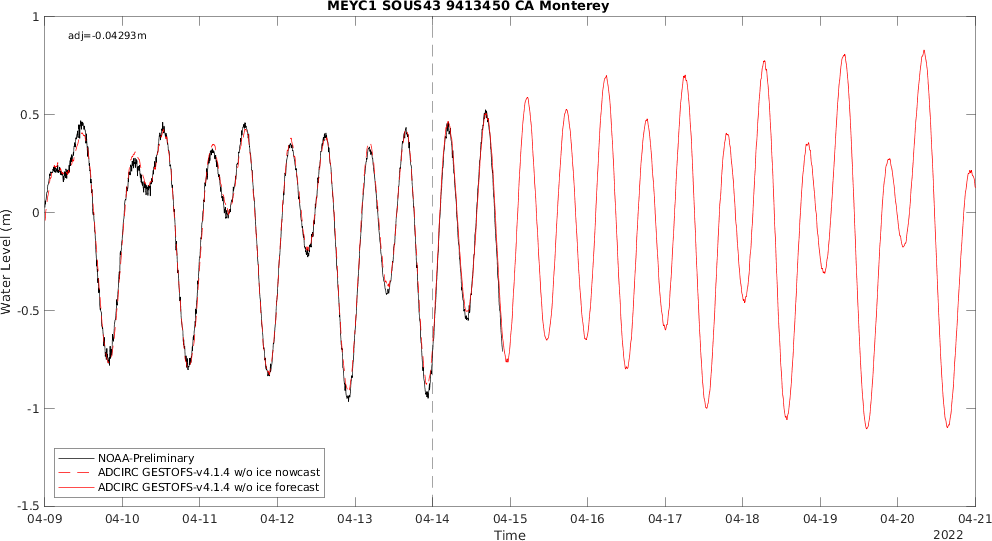 MEYC1 SOUS43 9413450 CA Monterey
adj=-0.04293m
1
0.5
0
-0.5
-1
-1.5
Water Level (m)
NOAA-Preliminary
ADCIRC GESTOFS-v4.1.4 w/o ice nowcast
ADCIRC GESTOFS-v4.1.4 w/o ice forecast
04-09 04-10 04-11 04-12 04-13 04-14 04-15 04-16 04-17 04-18 04-19 04-20 04-21
Time
2022